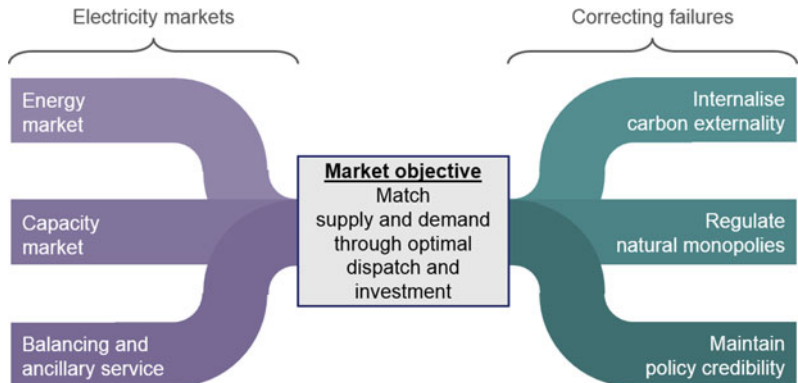 Electricity markets
Correcting failures
Energy
market
Capacity
market
Balancing and
ancillary service
Market objective
Match
supply and demand
through optimal
dispatch and
investment
Internalise
carbon externality
Regulate
natural monopolies
Maintain
policy credibility